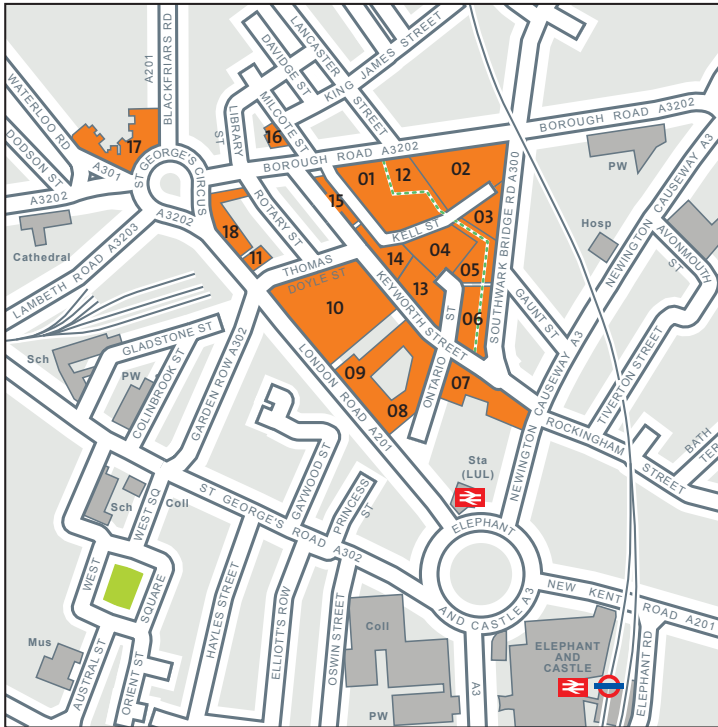 BLACKFRIARS RD
A201
WATERLOO RD
DODSON ST
A301
A3202
ST GEORGE'S CIRCUS
A3202
LIBRARY ST
DAVIDGE ST
LANCASTER STREET
KING JAMES STREET
MILCOTE ST
BOROUGH ROAD A3202
BOROUGH ROAD A3202
NEWINGTON CAUSEWAY A3
PW
17
16
01
12
02
15
03
18
11
14
04
05
13
10
06
09
08
07
ROTARY ST
KELL ST
Hosp
AVONMOUTH ST
SOUTHWARK BRIDGE RD A300
GAUNT ST
THOMAS DOYLE ST
KEYWORTH STREET
ONTARIO ST
Cathedral
LAMBETH ROAD A3203
Sch
GLADSTONE ST
PW
COLINBROOK ST
GARDEN ROW A302
LONDON ROAD A201
TIVERTON STREET
NEWINGTON CAUSEWAY A3
ROCKINGHAM STREET
BATH TER
Sta
(LUL)
Sch
WEST SQ
Coll
ST GEORGE'S ROAD A302
GAYWOOD ST
PRINCESS ST
ELEPHANT
AND CASTLE A3
NEW KENT ROAD A201
WEST SQUARE
HAYLES STREET
ELLIOTT'S ROW
OSWIN STREET
Coll
Mus
AUSTRAL ST
ORIENT ST
PW
A3
ELEPHANT
AND
CASTLE
ELEPHANT RD